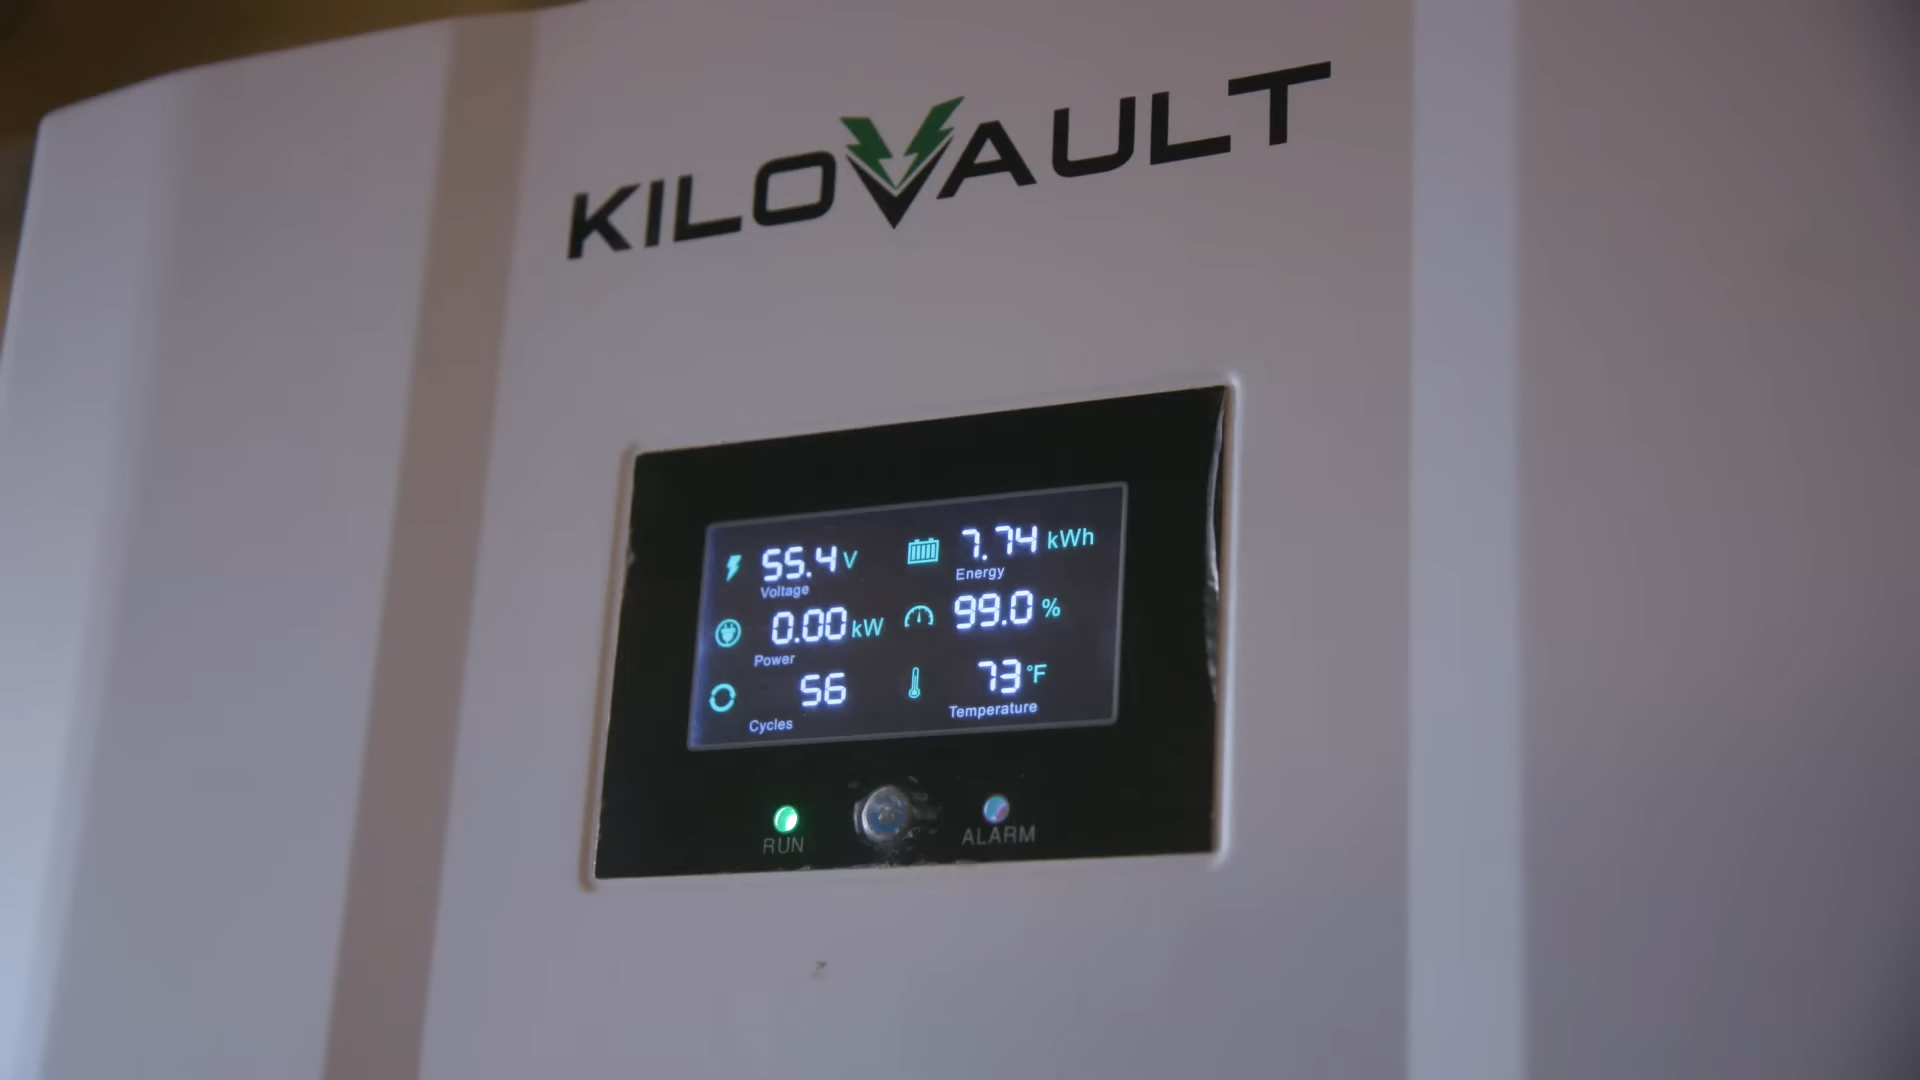 KILOVAULT
55.4 V 7.74 kWh
Voltage Energy
0.00 kW 99.0 %
Power
56 73 °F
Cycles Temperature
RUN ALARM